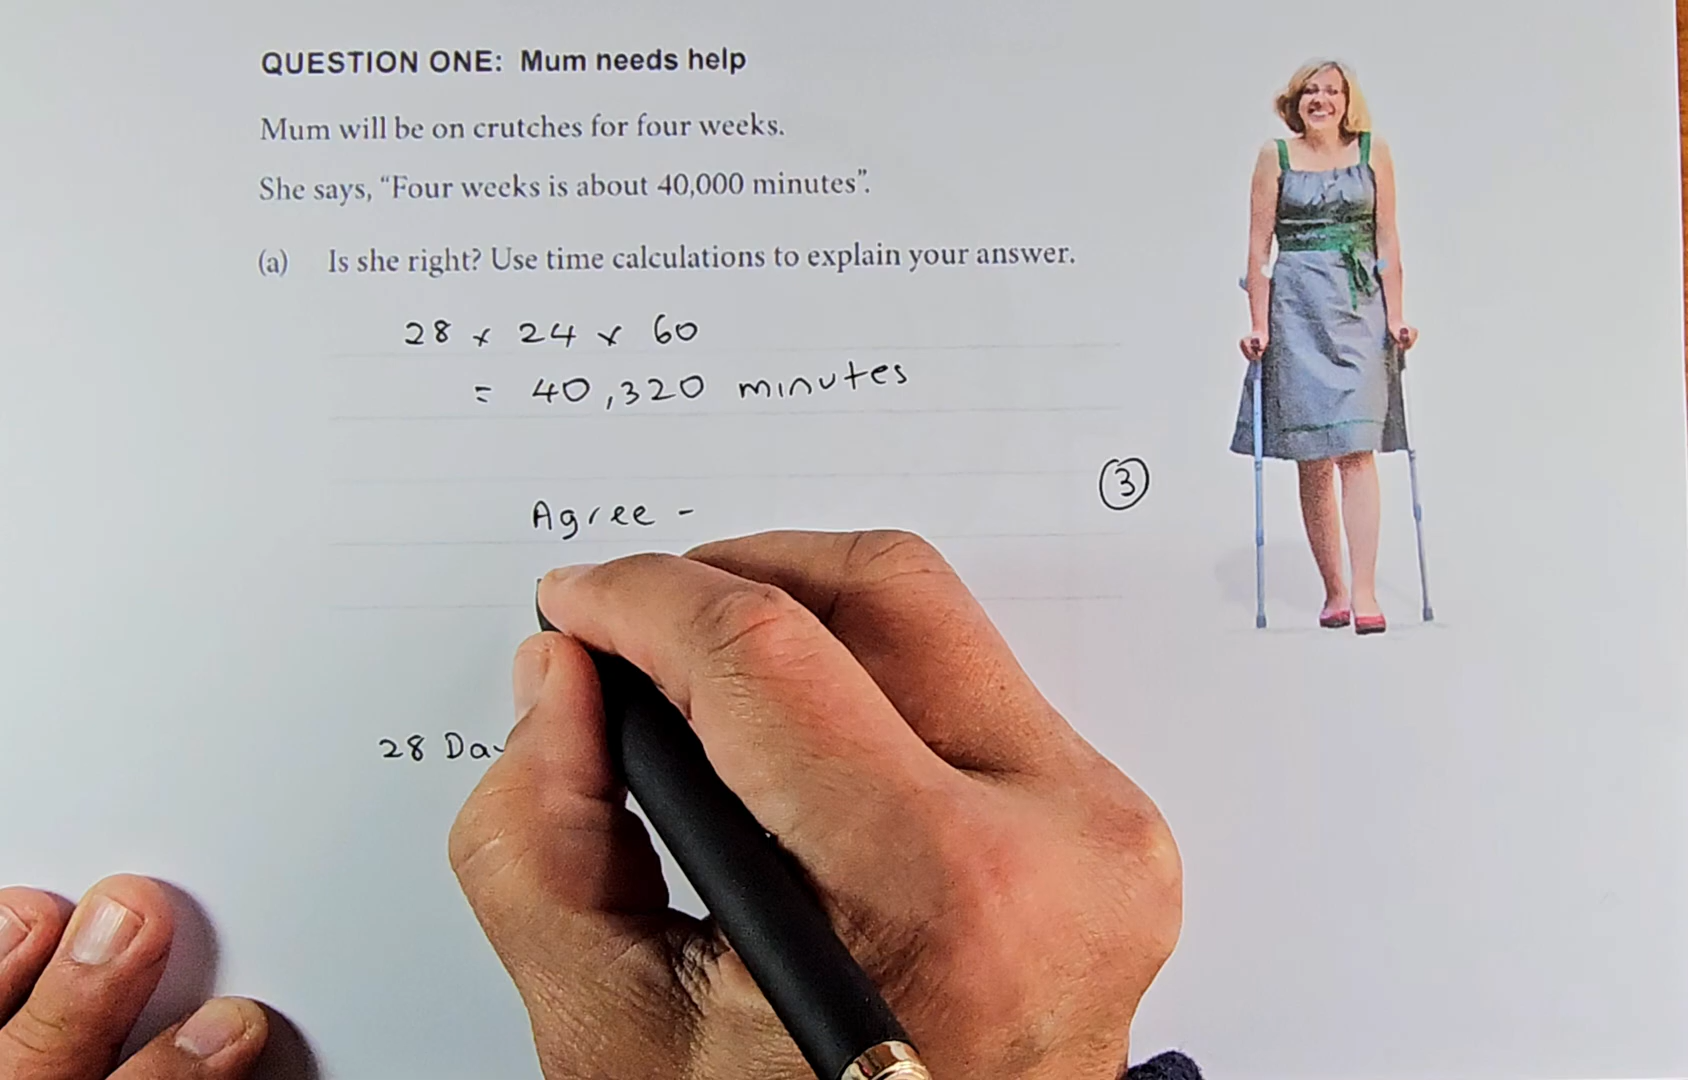 QUESTION ONE: Mum needs help
Mum will be on crutches for four weeks.
She says, “Four weeks is about 40,000 minutes”.
(a) Is she right? Use time calculations to explain your answer.
28 × 24 × 60
= 40,320 minutes
3
Agree -
28